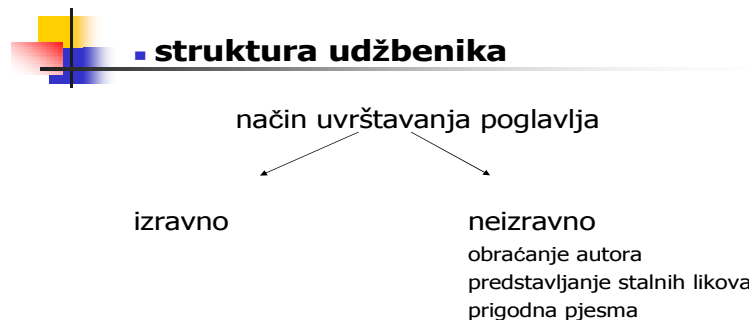 struktura udžbenika
način uvrštavanja poglavlja
izravno
neizravno
obraćanje autora
predstavljanje stalnih likova
prigodna pjesma